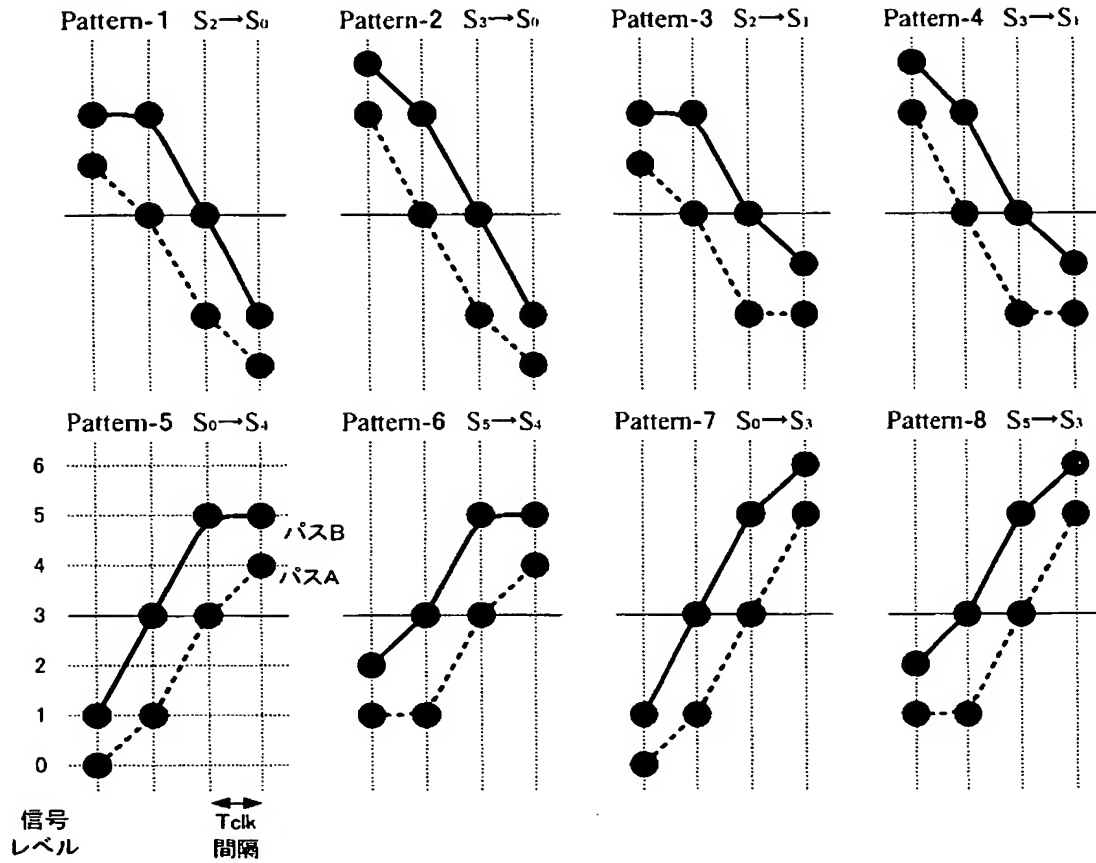 Pattern-1 S₂→S₀
Pattern-2 S₃→S₀
Pattern-3 S₂→S₁
Pattern-4 S₃→S₁
Pattern-5 S₀→S₄
Pattern-6 S₅→S₄
Pattern-7 S₀→S₃
Pattern-8 S₅→S₃
6
5
パスB
4
パスA
3
2
1
0
信号
レベル
Tclk
間隔